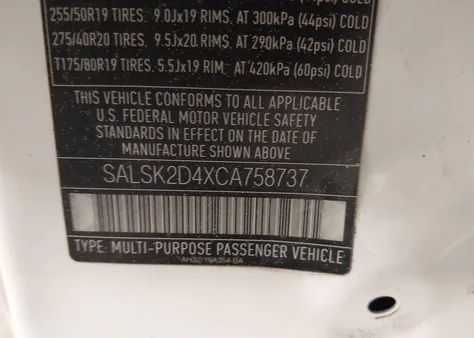 255/50R19 TIRES. 9.0Jx19 RIMS. AT 300kPa (44psi) COLD
275/40R20 TIRES. 9.5Jx20 RIMS. AT 290kPa (42psi) COLD
T175/80R19 TIRES. 5.5Jx19 RIM. AT 420kPa (60psi) COLD
THIS VEHICLE CONFORMS TO ALL APPLICABLE
U.S. FEDERAL MOTOR VEHICLE SAFETY
STANDARDS IN EFFECT ON THE DATE OF
MANUFACTURE SHOWN ABOVE
SALSK2D4XCA758737
TYPE: MULTI-PURPOSE PASSENGER VEHICLE